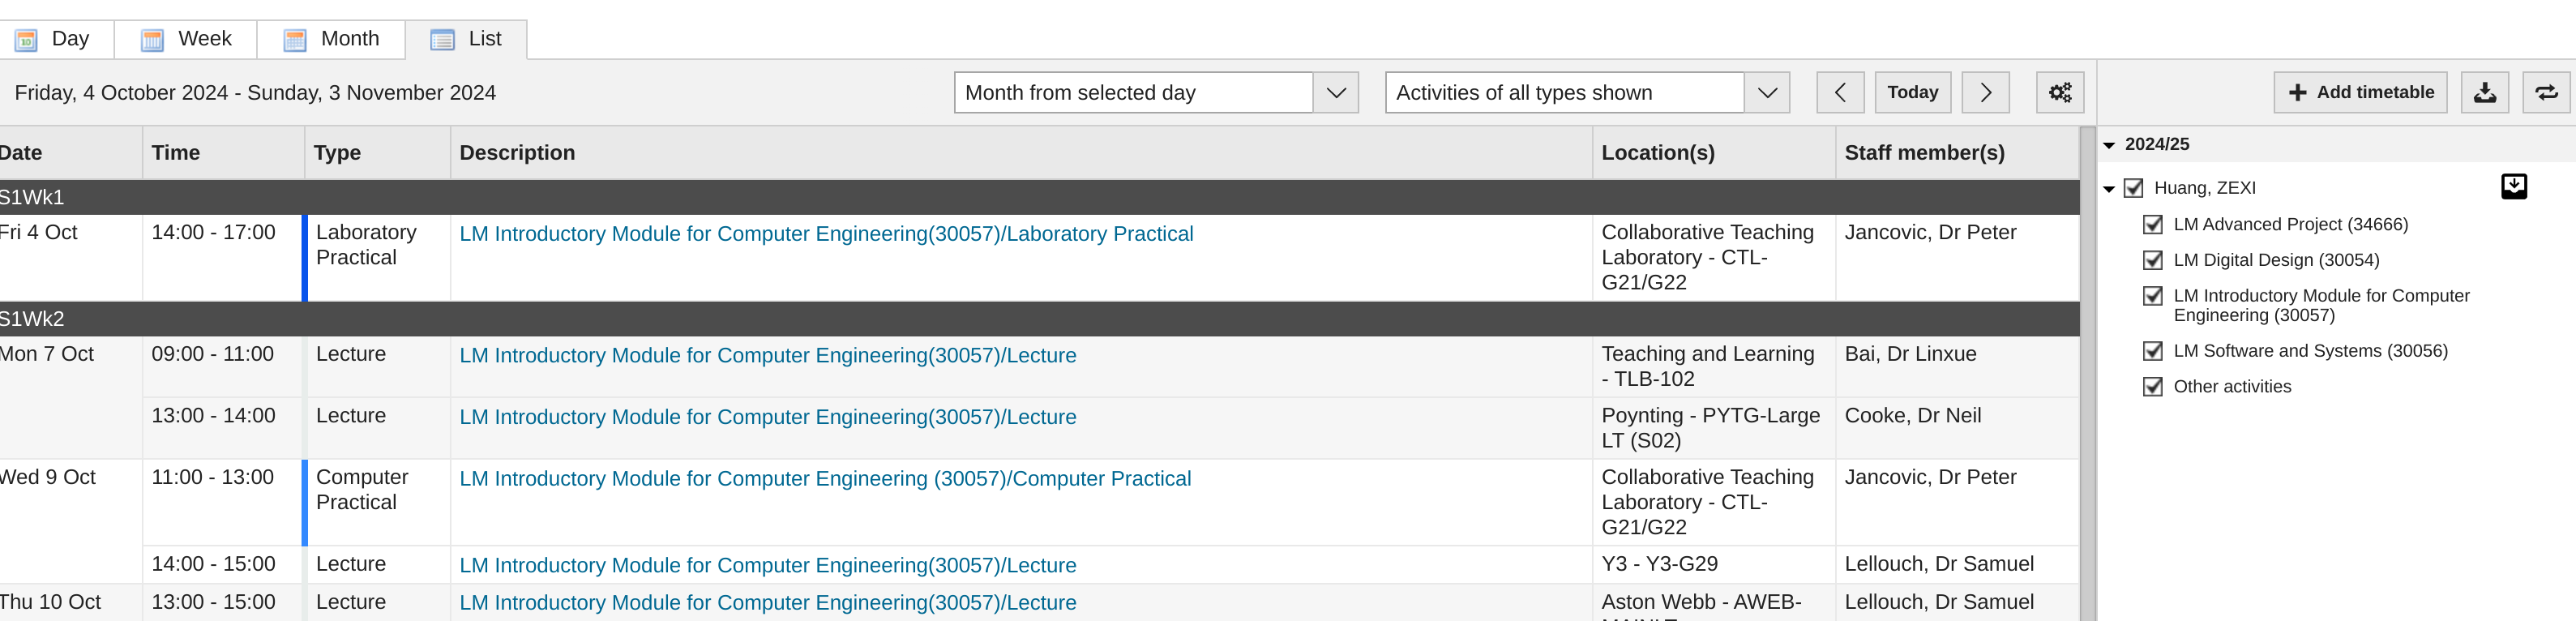 Day
Week
Month
List
Friday, 4 October 2024 - Sunday, 3 November 2024
Month from selected day
Activities of all types shown
Today
Add timetable
Date
Time
Type
Description
Location(s)
Staff member(s)
2024/25
S1Wk1
Huang, ZEXI
Fri 4 Oct
14:00 - 17:00
Laboratory
Practical
LM Introductory Module for Computer Engineering(30057)/Laboratory Practical
Collaborative Teaching
Laboratory - CTL-
G21/G22
Jancovic, Dr Peter
LM Advanced Project (34666)
LM Digital Design (30054)
LM Introductory Module for Computer
Engineering (30057)
LM Software and Systems (30056)
Other activities
S1Wk2
Mon 7 Oct
09:00 - 11:00
Lecture
LM Introductory Module for Computer Engineering(30057)/Lecture
Teaching and Learning
- TLB-102
Bai, Dr Linxue
13:00 - 14:00
Lecture
LM Introductory Module for Computer Engineering(30057)/Lecture
Poynting - PYTG-Large
LT (S02)
Cooke, Dr Neil
Wed 9 Oct
11:00 - 13:00
Computer
Practical
LM Introductory Module for Computer Engineering (30057)/Computer Practical
Collaborative Teaching
Laboratory - CTL-
G21/G22
Jancovic, Dr Peter
14:00 - 15:00
Lecture
LM Introductory Module for Computer Engineering(30057)/Lecture
Y3 - Y3-G29
Lellouch, Dr Samuel
Thu 10 Oct
13:00 - 15:00
Lecture
LM Introductory Module for Computer Engineering(30057)/Lecture
Aston Webb - AWEB-
Lellouch, Dr Samuel